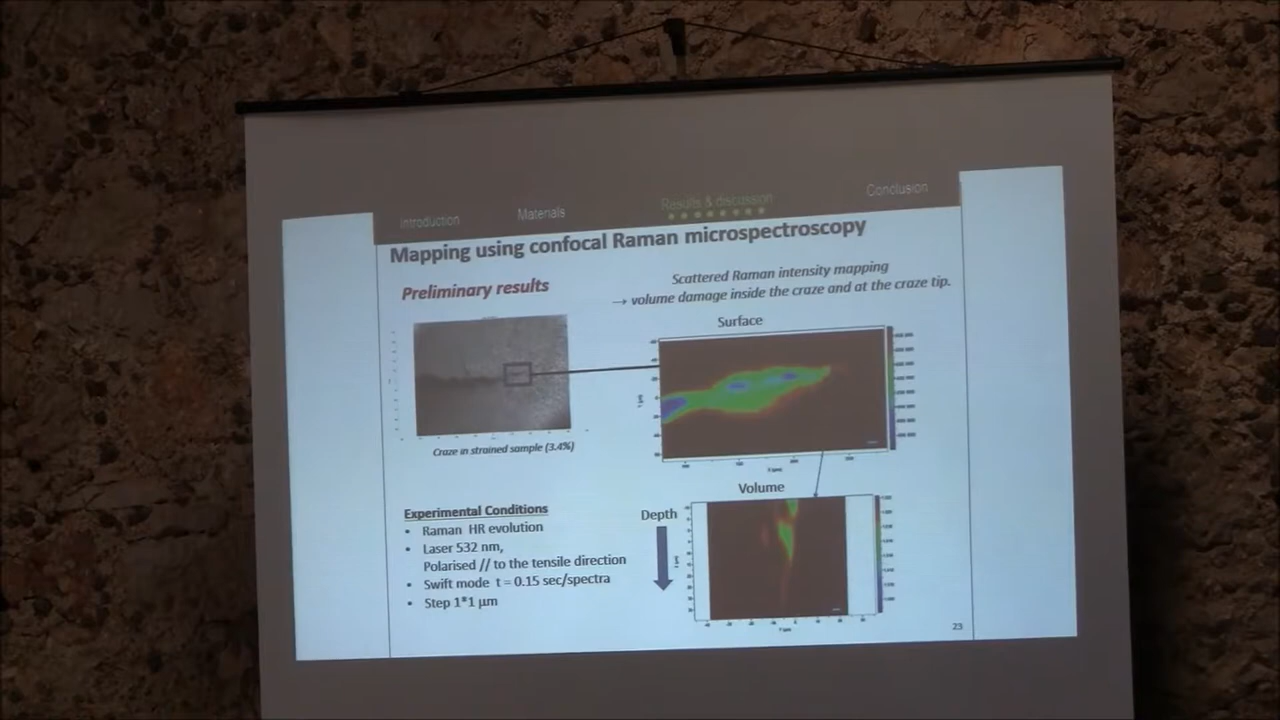 Introduction
Materials
Results & discussion
Conclusion
Mapping using confocal Raman microspectroscopy
Preliminary results
Scattered Raman intensity mapping
→ volume damage inside the craze and at the craze tip.
Surface
Craze in strained sample (3.4%)
Volume
Depth
Experimental Conditions
• Raman HR evolution
• Laser 532 nm,
Polarised // to the tensile direction
• Swift mode t = 0.15 sec/spectra
• Step 1*1 µm
23